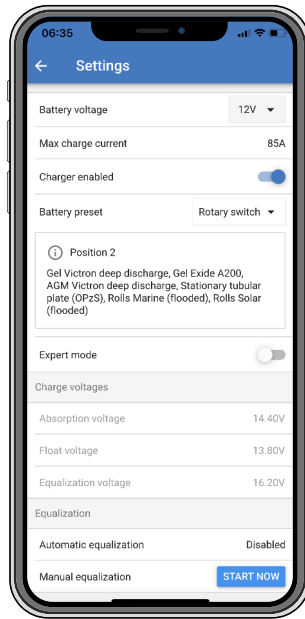 06:35
Settings
Battery voltage 12V
Max charge current 85A
Charger enabled
Battery preset Rotary switch
Position 2
Gel Victron deep discharge, Gel Exide A200,
AGM Victron deep discharge, Stationary tubular
plate (OPzS), Rolls Marine (flooded), Rolls Solar
(flooded)
Expert mode
Charge voltages
Absorption voltage 14.40V
Float voltage 13.80V
Equalization voltage 16.20V
Equalization
Automatic equalization Disabled
Manual equalization START NOW